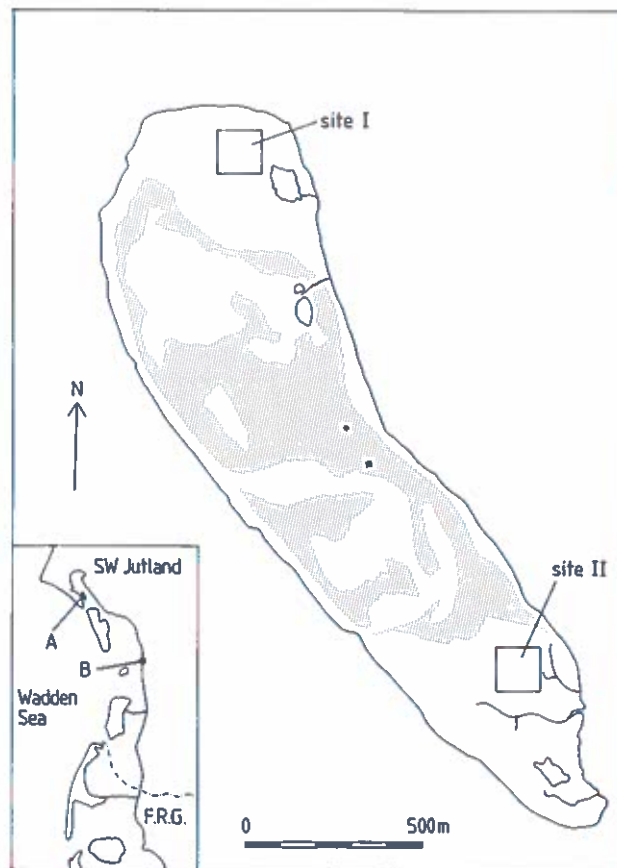 site I
N
site II
SW Jutland
A
B
Wadden
Sea
F.R.G.
0 500m